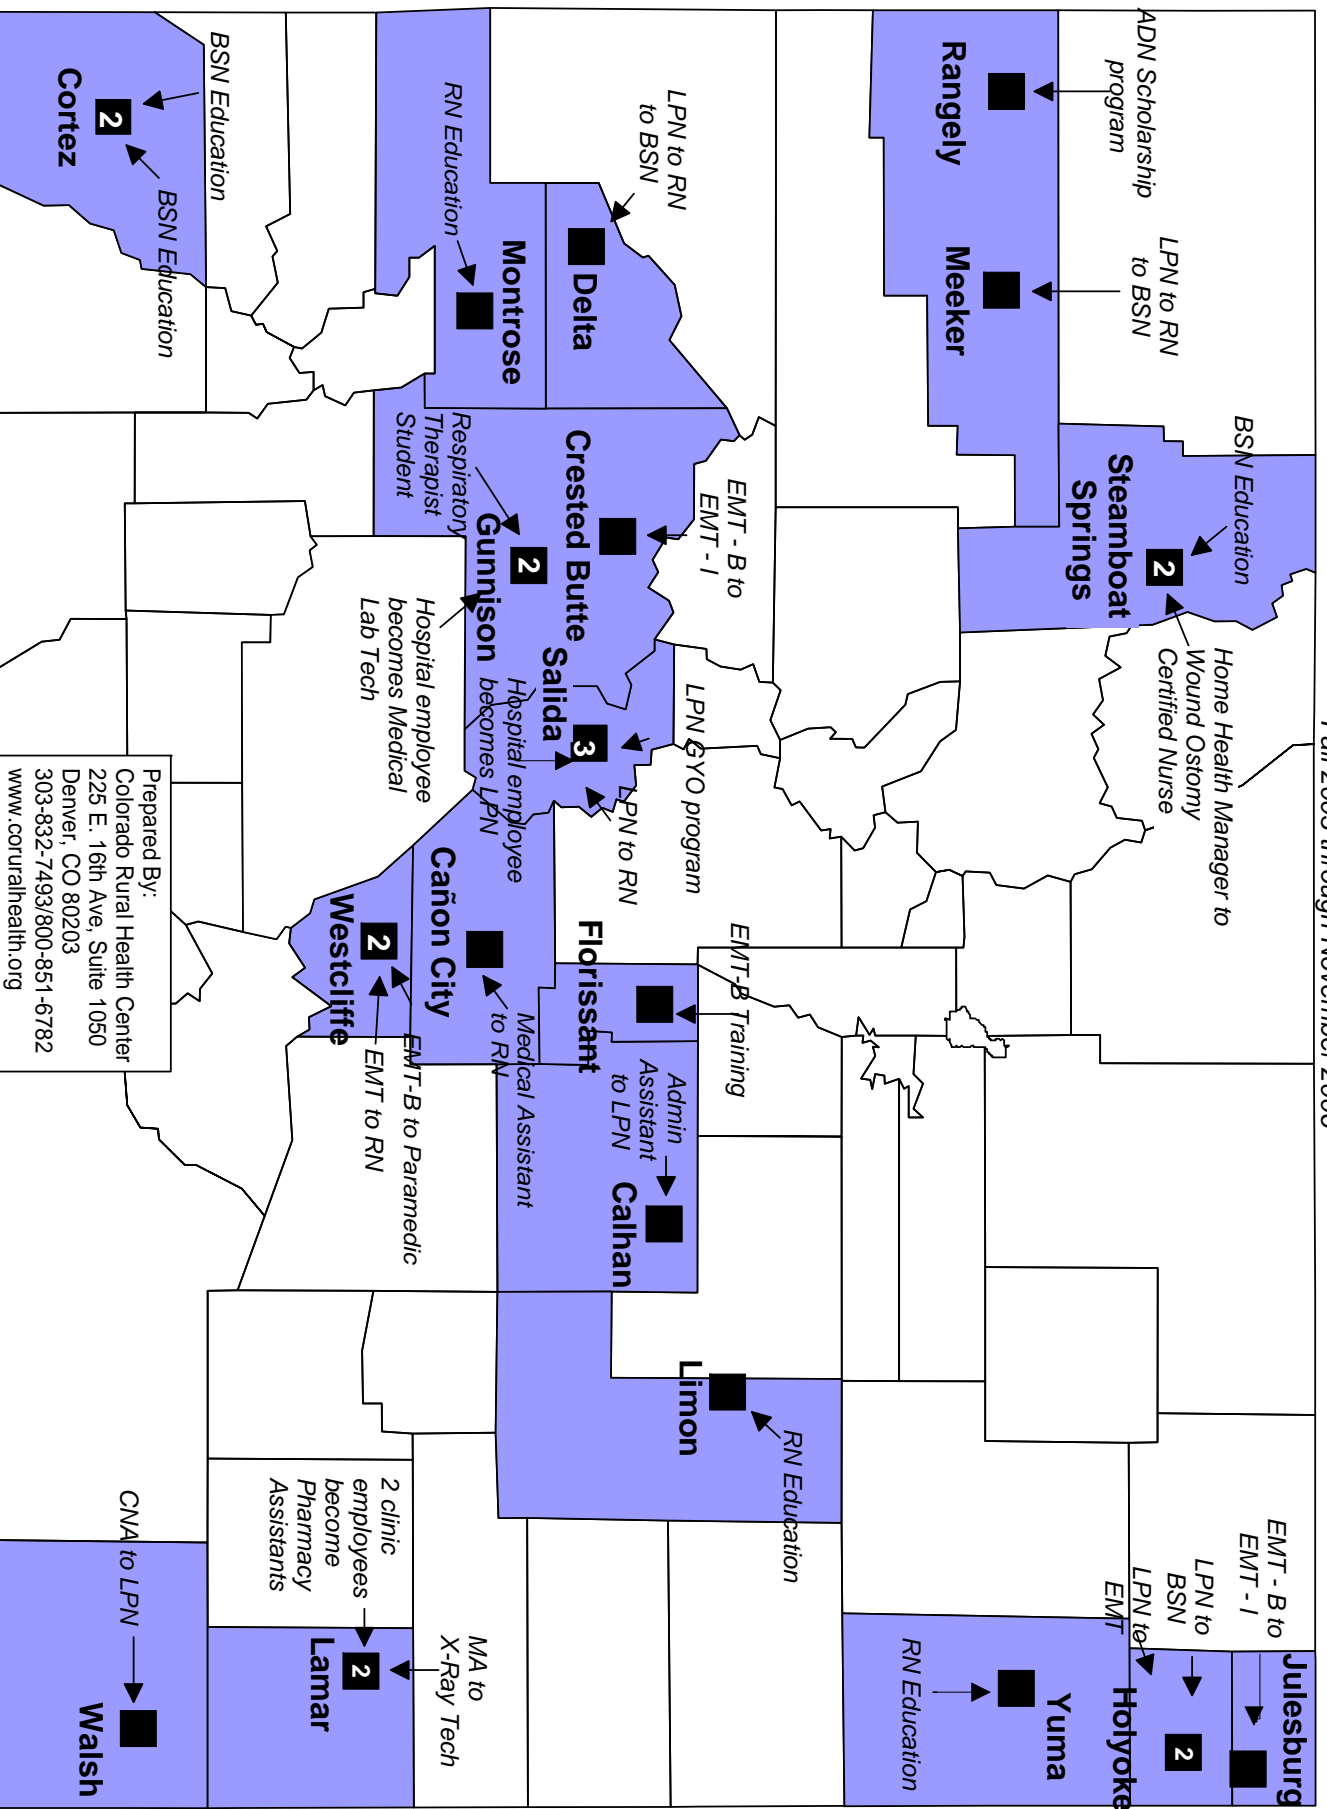 Fall 2005 through November 2006
ADN Scholarship
program
Rangely
LPN to RN
to BSN
Meeker
BSN Education
2
Steamboat
Springs
Home Health Manager to
Wound Ostomy
Certified Nurse
EMT - B to
EMT - I
Julesburg
LPN to
BSN
LPN to
EMT
2
Holyoke
Yuma
RN Education
LPN to RN
to BSN
Delta
RN Education
Montrose
EMT - B to
EMT - I
Crested Butte
Respiratory
Therapist
Student
2
Gunnison
Hospital employee
becomes Medical
Lab Tech
LPN GYO program
LPN to RN
3
Salida
Hospital employee
becomes LPN
EMT-B Training
Florissant
Admin
Assistant
to LPN
Calhan
RN Education
Limon
Cañon City
Medical Assistant
to RN
2
Westcliffe
EMT-B to Paramedic
EMT to RN
BSN Education
2
BSN Education
Cortez
MA to
X-Ray Tech
2 clinic
employees
become
Pharmacy
Assistants
2
Lamar
CNA to LPN
Walsh
Prepared By:
Colorado Rural Health Center
225 E. 16th Ave, Suite 1050
Denver, CO 80203
303-832-7493/800-851-6782
www.coruralhealth.org